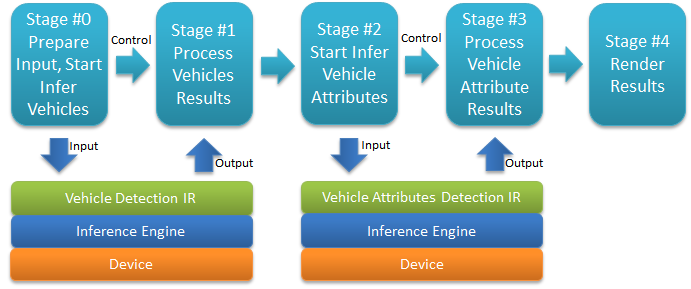 Stage #0
Prepare
Input, Start
Infer
Vehicles
Control
Stage #1
Process
Vehicles
Results
Stage #2
Start Infer
Vehicle
Attributes
Control
Stage #3
Process
Vehicle
Attribute
Results
Stage #4
Render
Results
Input
Output
Input
Output
Vehicle Detection IR
Inference Engine
Device
Vehicle Attributes Detection IR
Inference Engine
Device